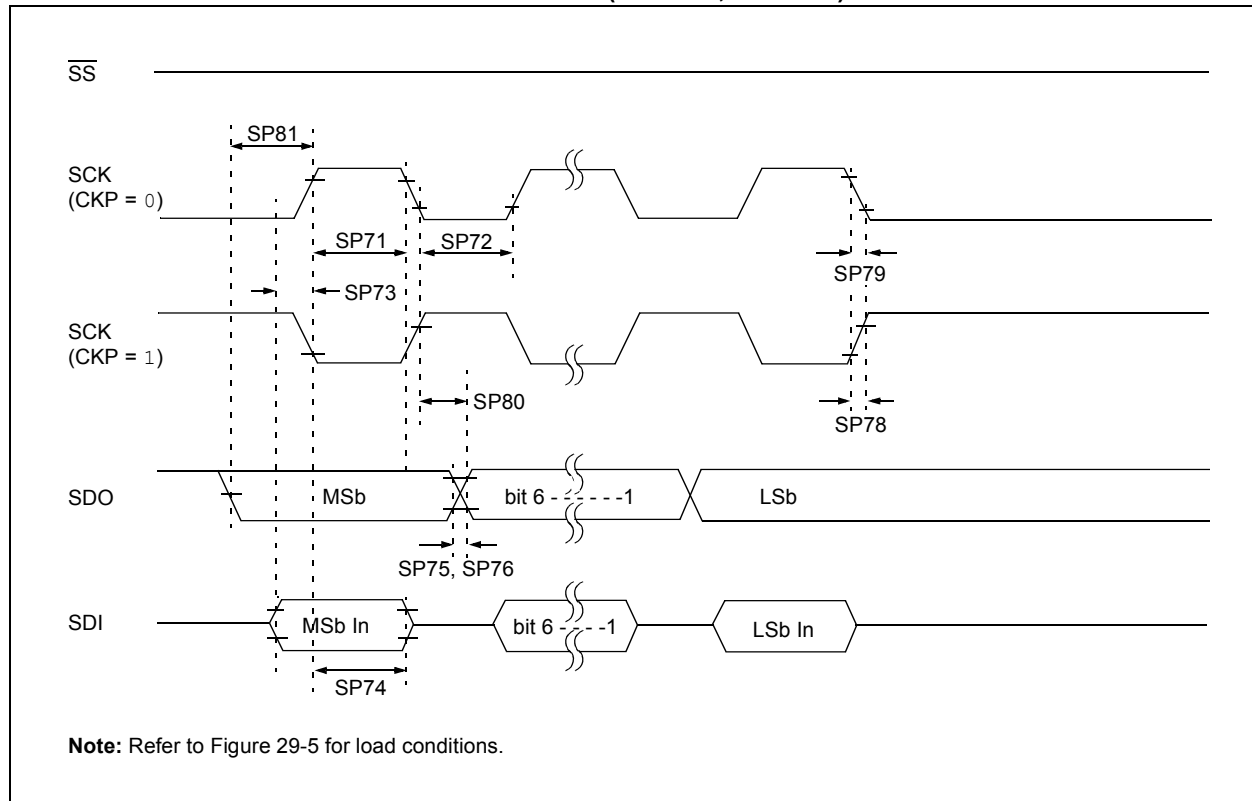 SS
SP81
SCK
(CKP = 0)
SP71
SP72
SP79
SP73
SCK
(CKP = 1)
SP80
SP78
SDO
MSb
bit 6 - - - - - -1
LSb
SP75, SP76
SDI
MSb In
bit 6 - - - -1
LSb In
SP74
Note: Refer to Figure 29-5 for load conditions.